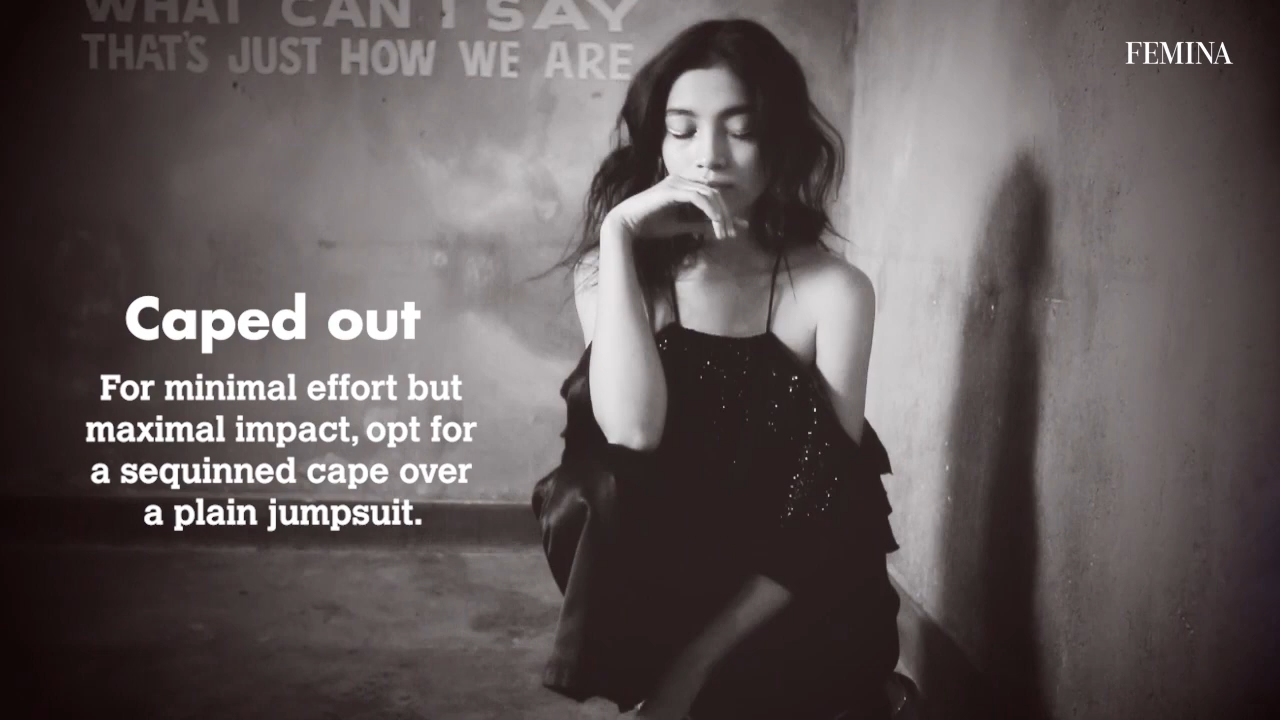 WHAT CAN I SAY
THAT'S JUST HOW WE ARE
FEMINA
Caped out
For minimal effort but
maximal impact, opt for
a sequinned cape over
a plain jumpsuit.